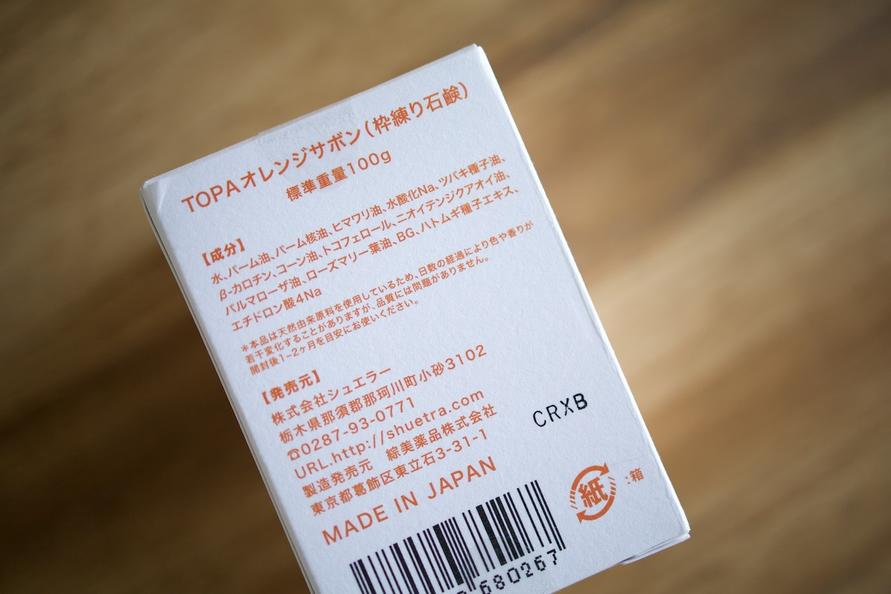 TOPAオレンジサボン(枠練り石鹸)
標準重量100g
【成分】
水、パーム油、パーム核油、ヒマワリ油、水酸化Na、ツバキ種子油、
β-カロチン、コーン油、トコフェロール、ニオイテンジクアオイ油、
パルマローザ油、ローズマリー葉油、BG、ハトムギ種子エキス、
エチドロン酸4Na
＊本品は天然由来原料を使用しているため、日数の経過により色や香りが
若干変化することがありますが、品質には問題がありません。
開封後1~2ヶ月を目安にお使いください。
【発売元】
株式会社シュエラー
栃木県那須郡那珂川町小砂3102
☎0287-93-0771
URL.http://shuetra.com
製造発売元 綜美薬品株式会社
東京都葛飾区東立石3-31-1
MADE IN JAPAN
CRXB
紙 :箱
680267